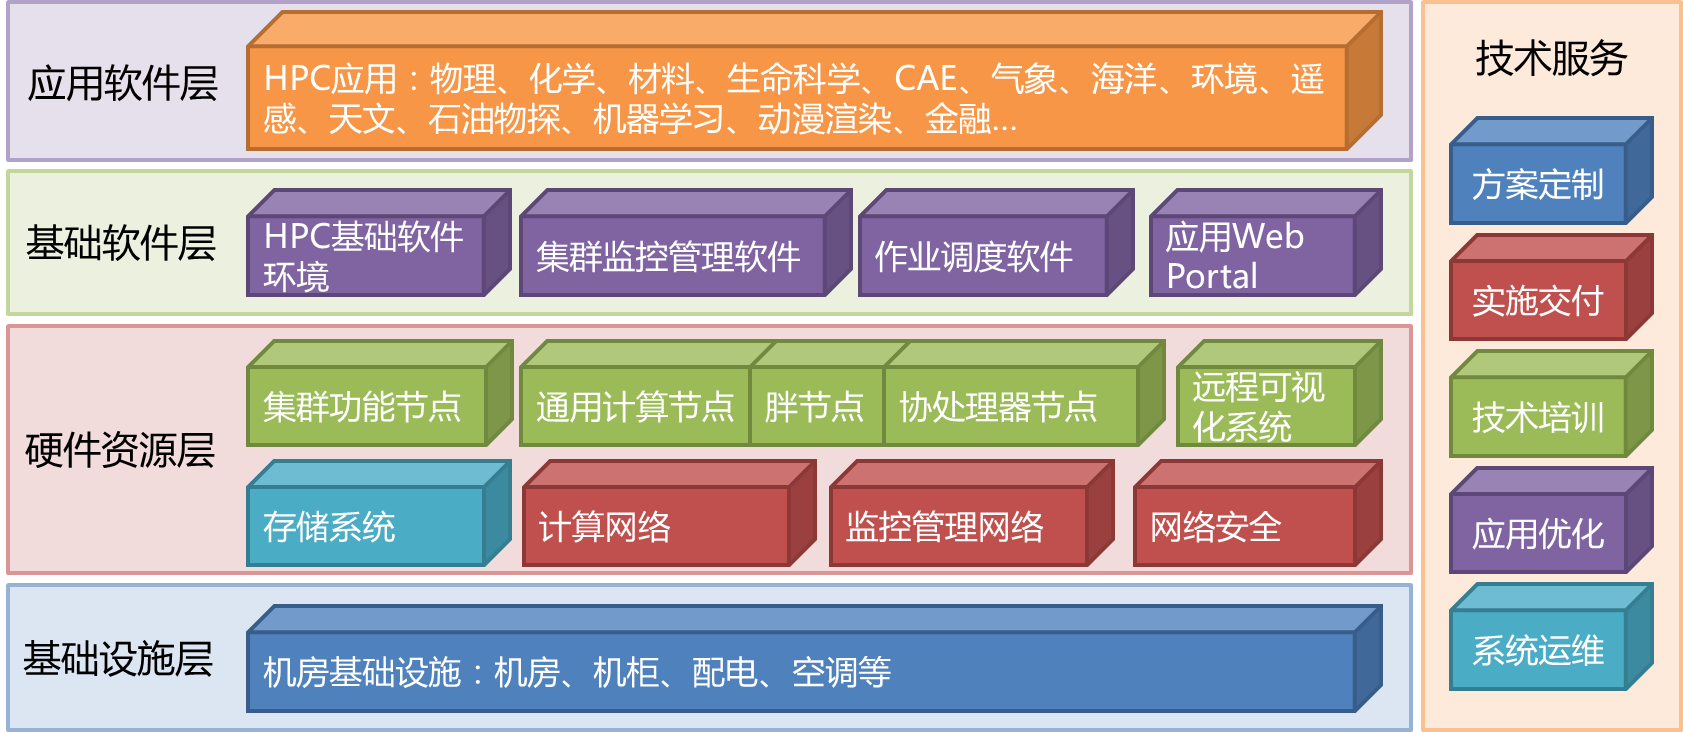 应用软件层
HPC应用：物理、化学、材料、生命科学、CAE、气象、海洋、环境、遥
感、天文、石油物探、机器学习、动漫渲染、金融...
基础软件层
HPC基础软件
环境
集群监控管理软件
作业调度软件
应用Web
Portal
硬件资源层
集群功能节点
通用计算节点
胖节点
协处理器节点
远程可视
化系统
存储系统
计算网络
监控管理网络
网络安全
基础设施层
机房基础设施：机房、机柜、配电、空调等
技术服务
方案定制
实施交付
技术培训
应用优化
系统运维